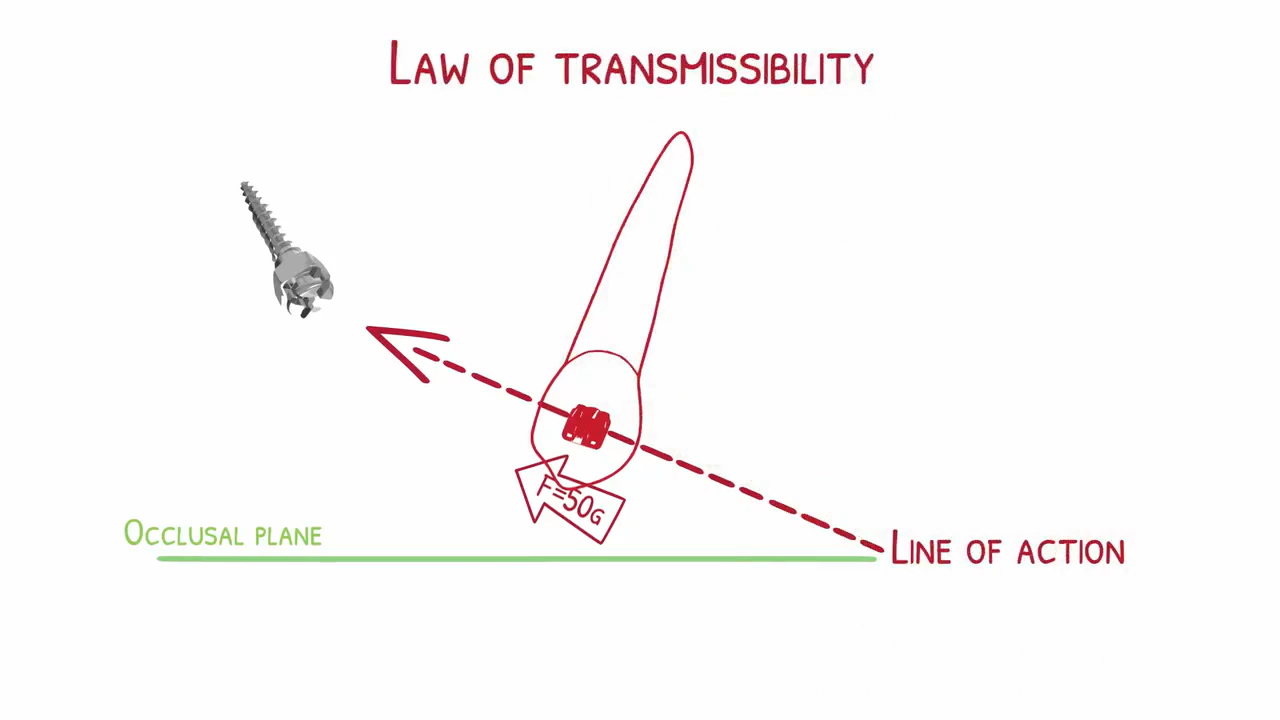 LAW OF TRANSMISSIBILITY
F=50G
OCCLUSAL PLANE
LINE OF ACTION